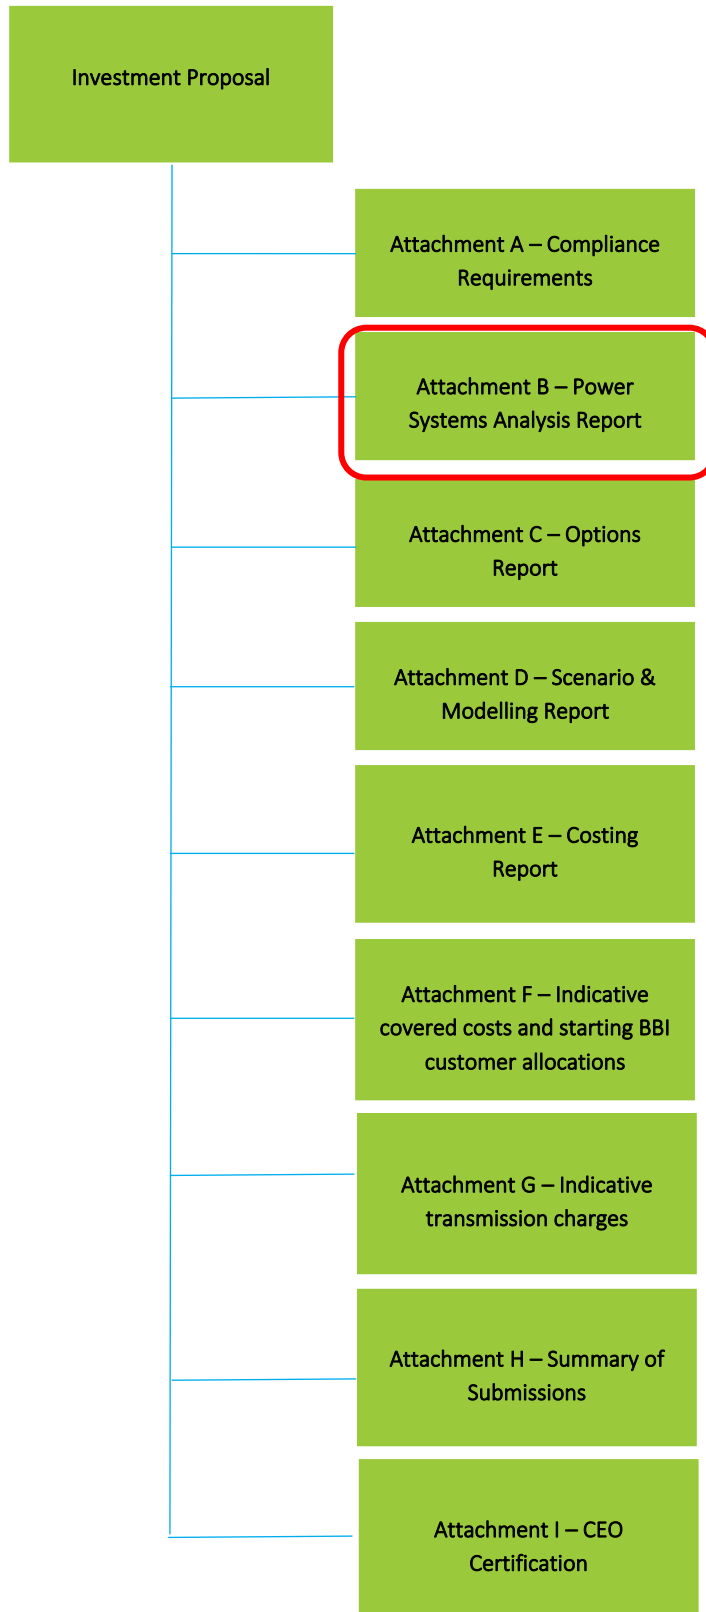 Investment Proposal
Attachment A – Compliance
Requirements
Attachment B – Power
Systems Analysis Report
Attachment C – Options
Report
Attachment D – Scenario &
Modelling Report
Attachment E – Costing
Report
Attachment F – Indicative
covered costs and starting BBI
customer allocations
Attachment G – Indicative
transmission charges
Attachment H – Summary of
Submissions
Attachment I – CEO
Certification